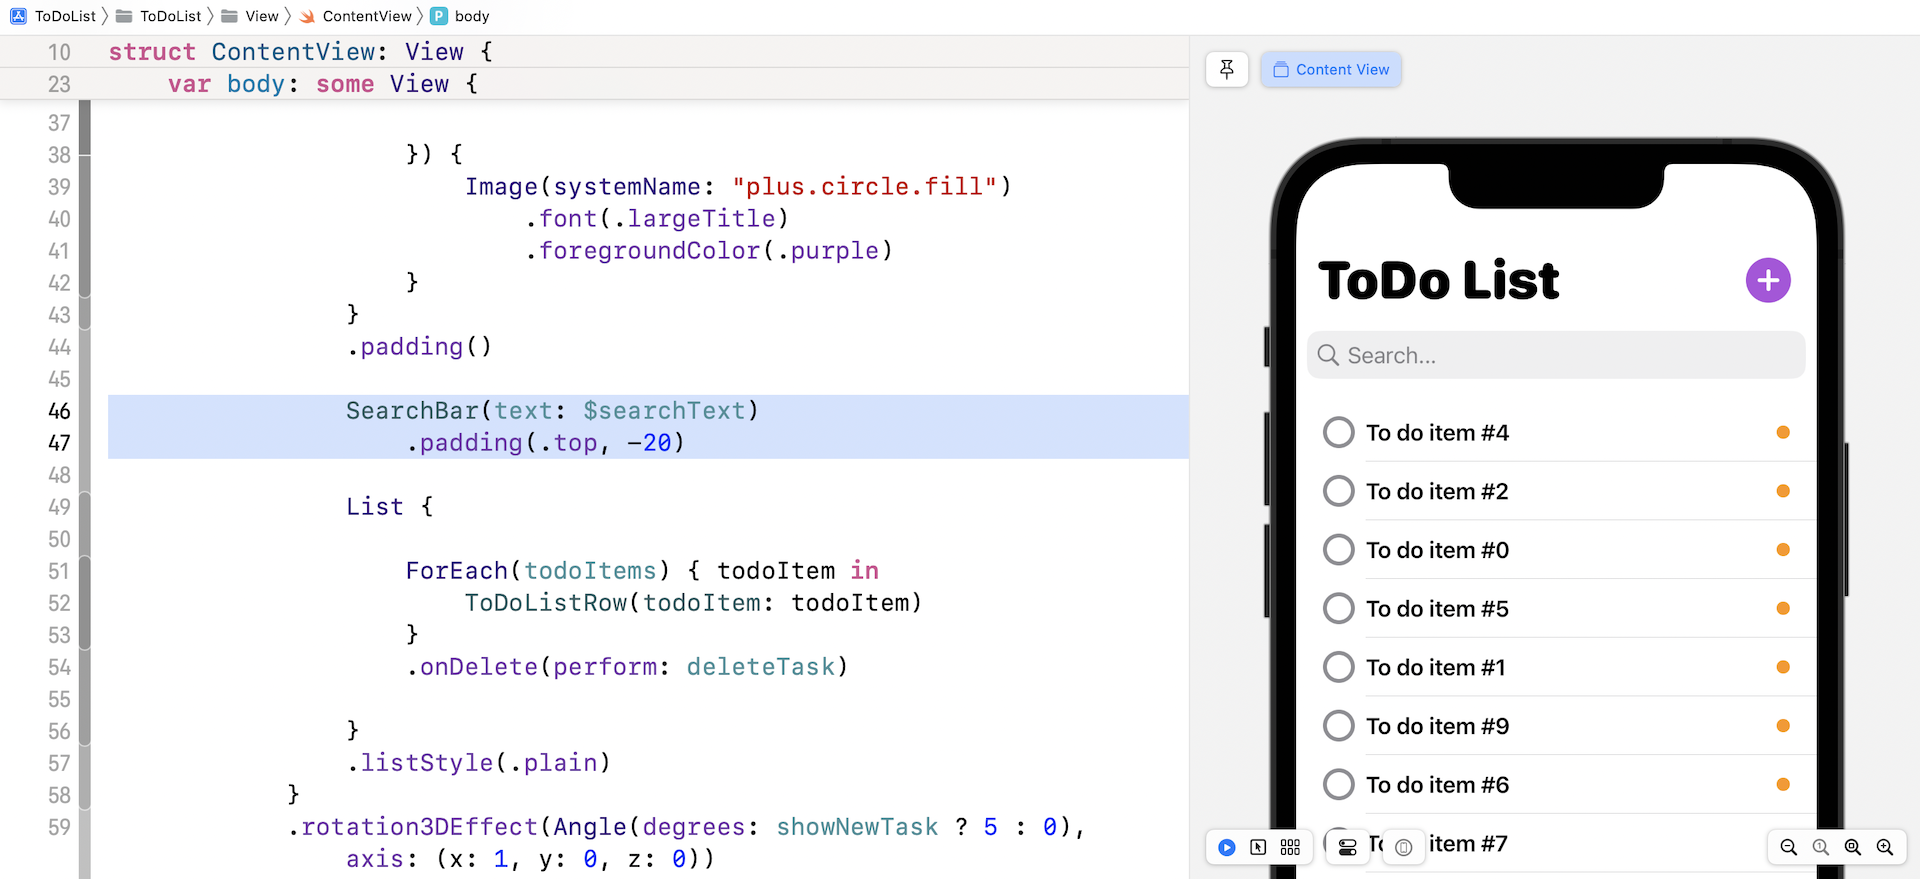 ToDoList 〉 ToDoList 〉 View 〉 ContentView 〉 P body
10 struct ContentView: View {
23 var body: some View {
37
38 }) {
39 Image(systemName: "plus.circle.fill")
40 .font(.largeTitle)
41 .foregroundColor(.purple)
42 }
43 }
44 .padding()
45
46 SearchBar(text: $searchText)
47 .padding(.top, -20)
48
49 List {
50
51 ForEach(todoItems) { todoItem in
52 ToDoListRow(todoItem: todoItem)
53 }
54 .onDelete(perform: deleteTask)
55
56 }
57 .listStyle(.plain)
58 }
59 .rotation3DEffect(Angle(degrees: showNewTask ? 5 : 0),
axis: (x: 1, y: 0, z: 0))
Content View
ToDo List
Search...
To do item #4
To do item #2
To do item #0
To do item #5
To do item #1
To do item #9
To do item #6
item #7